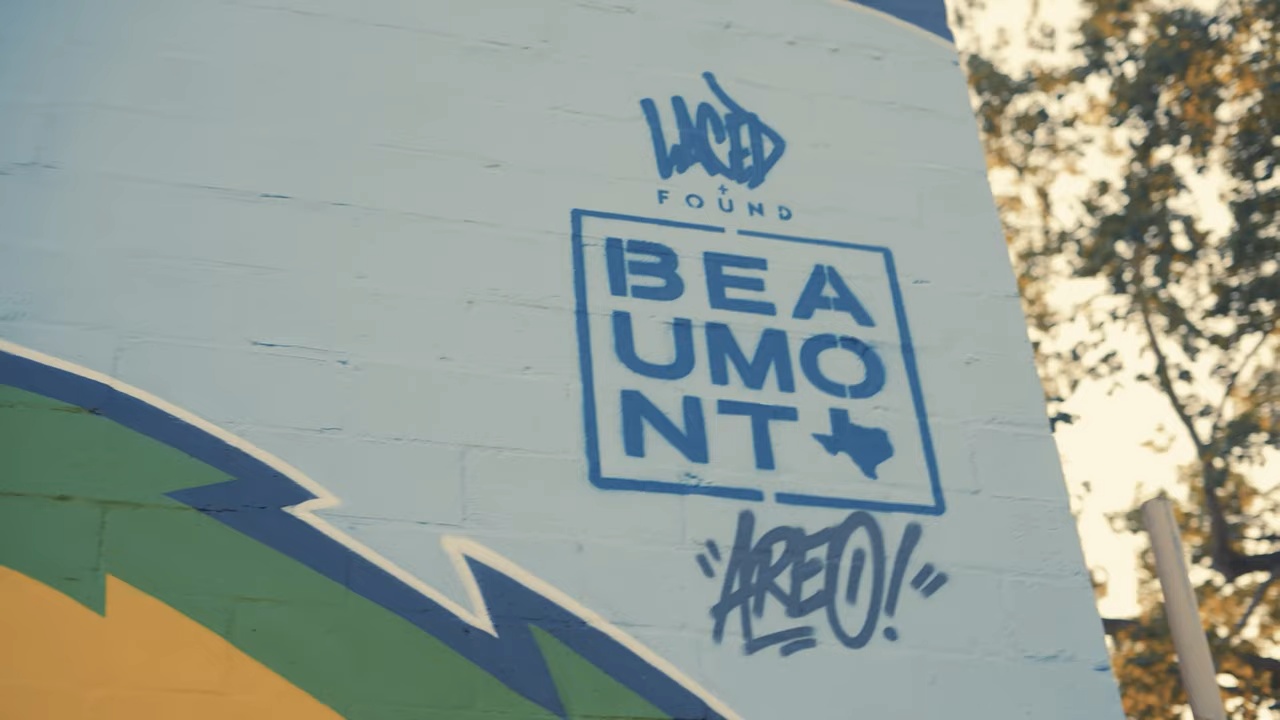 LACED
+
FOUND
BEA
UMO
NT
"AREO!"